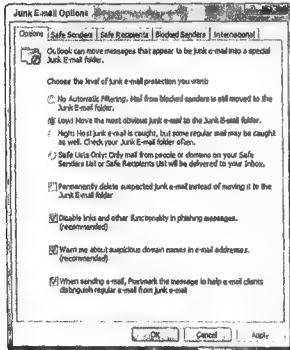 Junk E-mail Options
Options Safe Senders Safe Recipients Blocked Senders International
Outlook can move messages that appear to be junk e-mail into a special
Junk E-mail folder.
Choose the level of junk e-mail protection you want:
No Automatic Filtering. Mail from blocked senders is still moved to the
Junk E-mail folder.
Low: Move the most obvious junk e-mail to the Junk E-mail folder.
High: Most junk e-mail is caught, but some regular mail may be caught
as well. Check your Junk E-mail folder often.
Safe Lists Only: Only mail from people or domains on your Safe
Senders List or Safe Recipients List will be delivered to your Inbox.
Permanently delete suspected junk e-mail instead of moving it to the
Junk E-mail folder
Disable links and other functionality in phishing messages.
(recommended)
Warn me about suspicious domain names in e-mail addresses.
(recommended)
When sending e-mail, Postmark the message to help e-mail clients
distinguish regular e-mail from junk e-mail
OK Cancel Apply